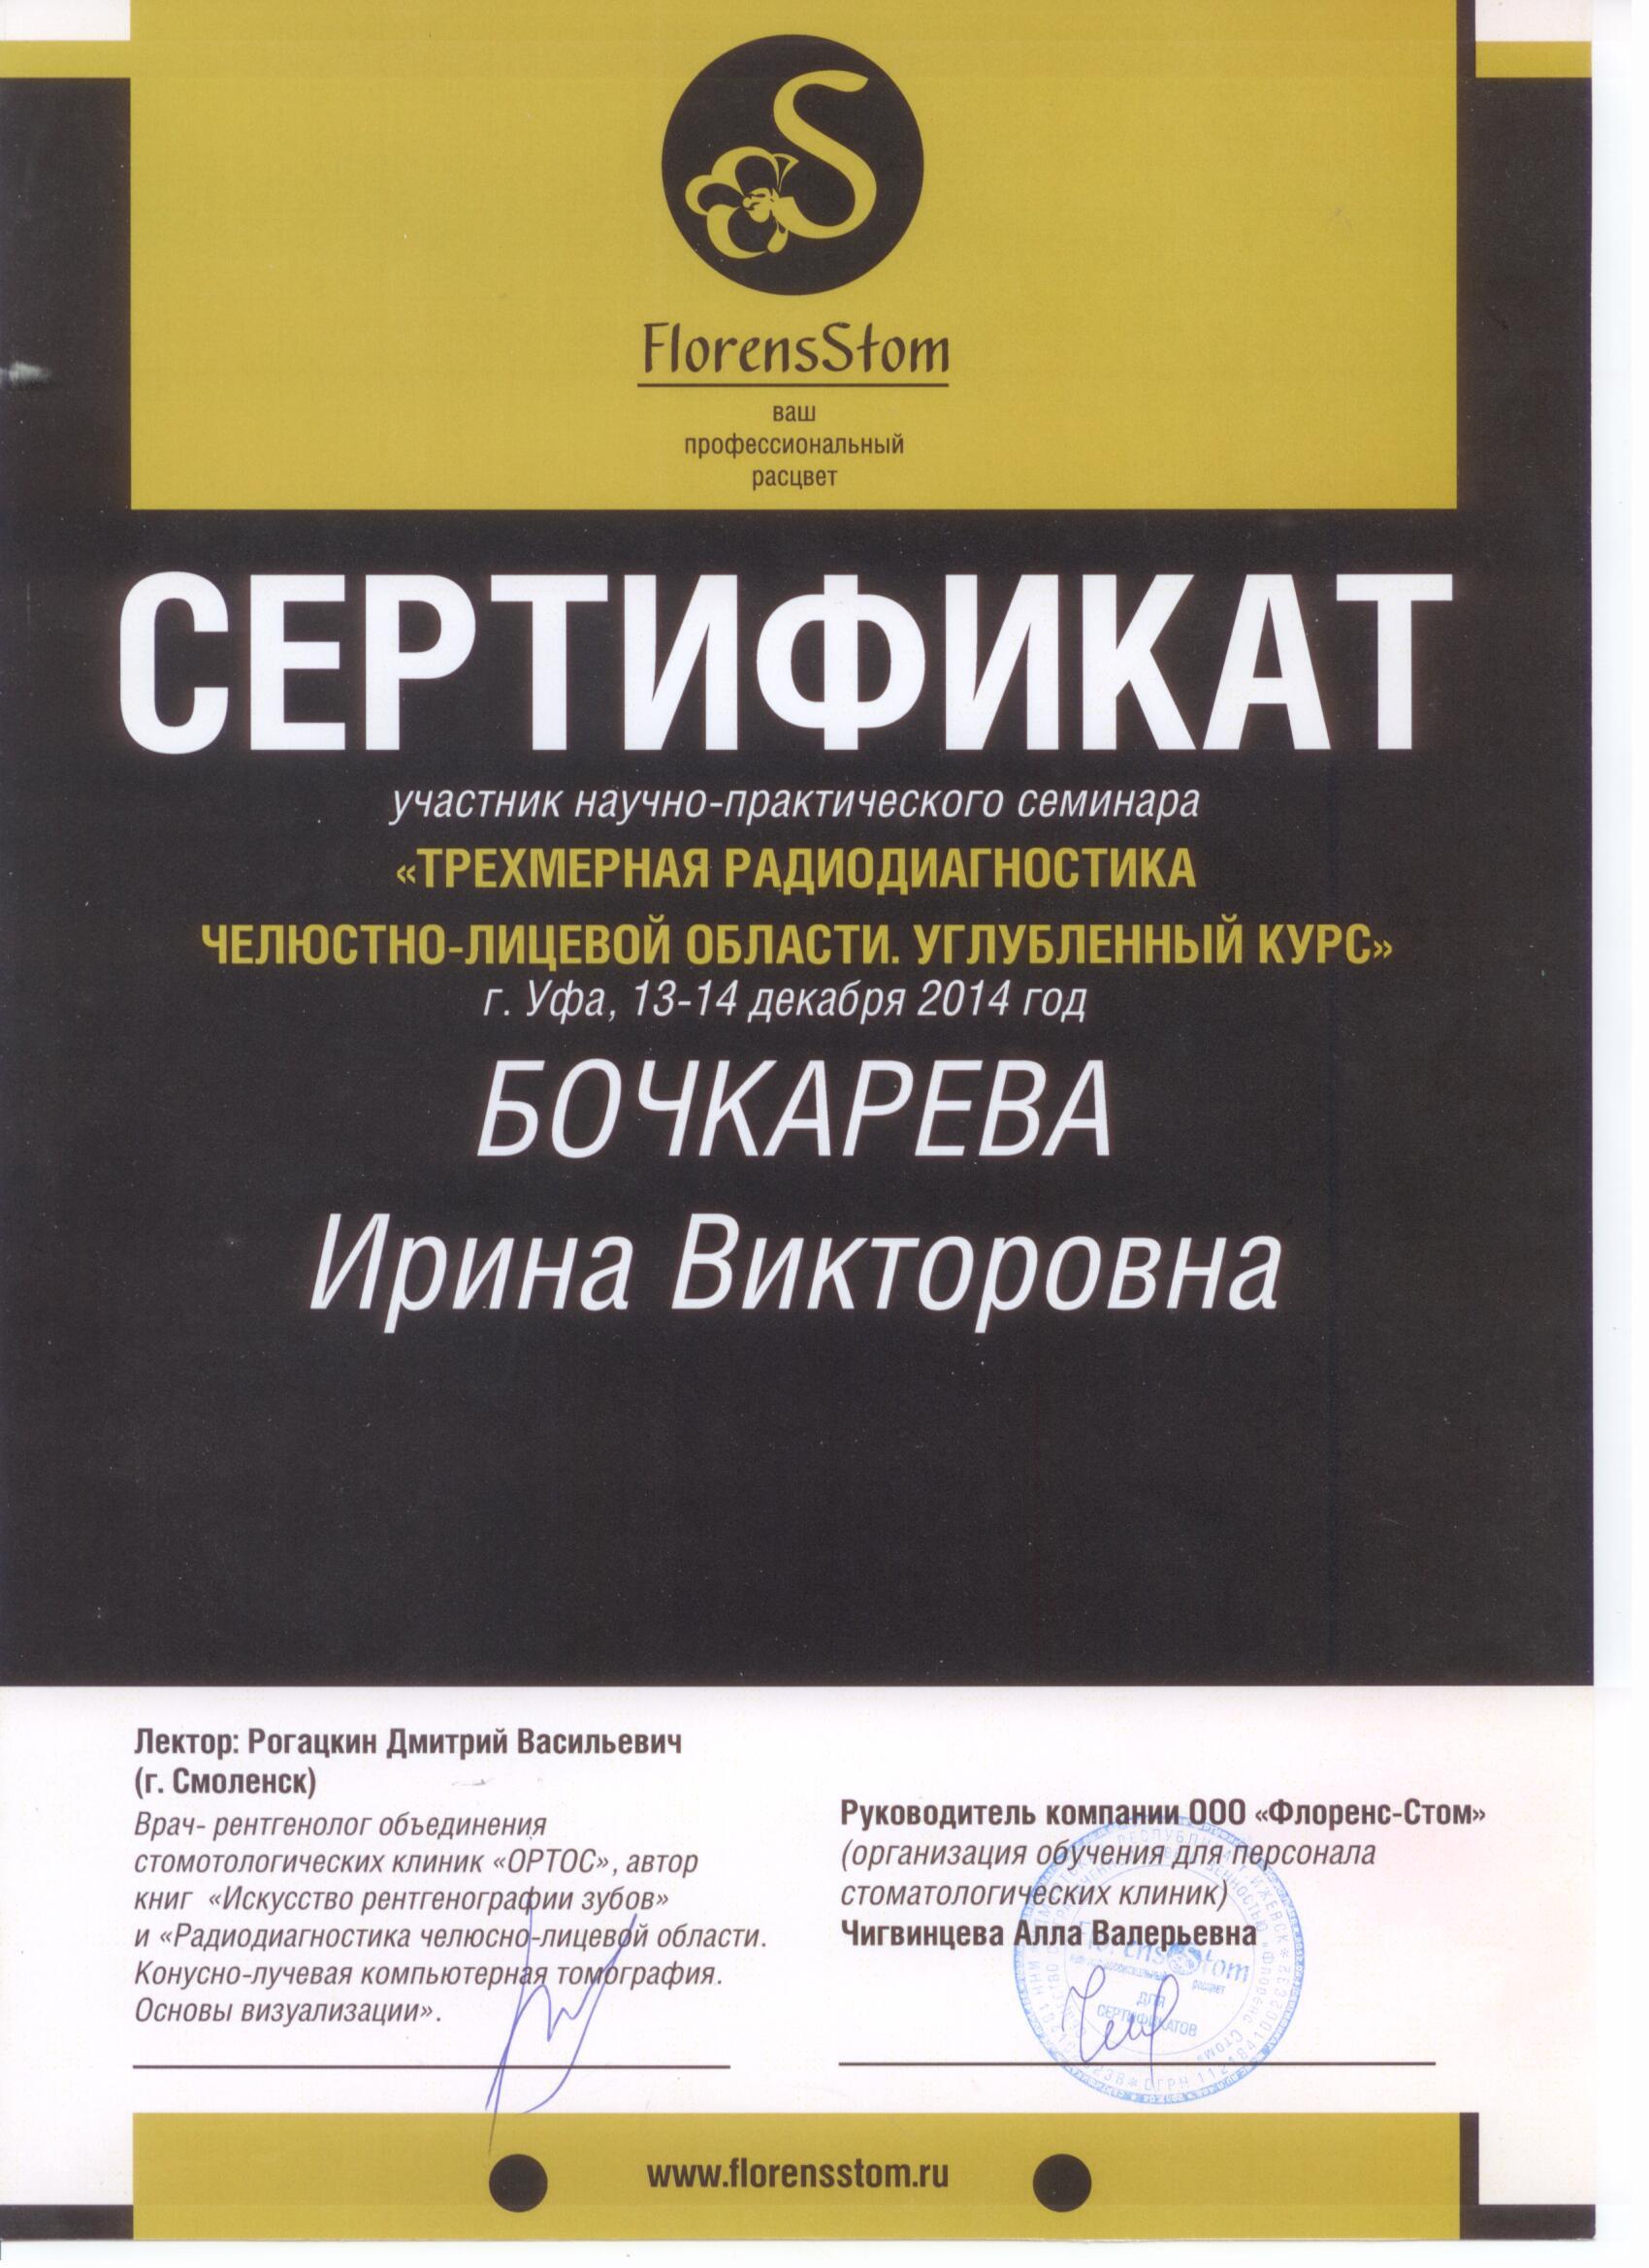 FlorensStom
ваш
профессиональный
расцвет
СЕРТИФИКАТ
участник научно-практического семинара
«ТРЕХМЕРНАЯ РАДИОДИАГНОСТИКА
ЧЕЛЮСТНО-ЛИЦЕВОЙ ОБЛАСТИ. УГЛУБЛЕННЫЙ КУРС»
г. Уфа, 13-14 декабря 2014 год
БОЧКАРЕВА
Ирина Викторовна
Лектор: Рогацкин Дмитрий Васильевич
(г. Смоленск)
Врач- рентгенолог объединения
стомотологических клиник «ОРТОС», автор
книг «Искусство рентгенографии зубов»
и «Радиодиагностика челюсно-лицевой области.
Конусно-лучевая компьютерная томография.
Основы визуализации».
Руководитель компании ООО «Флоренс-Стом»
(организация обучения для персонала
стоматологических клиник)
Чигвинцева Алла Валерьевна
ДЛЯ
СЕРТИФИКАТОВ
www.florensstom.ru